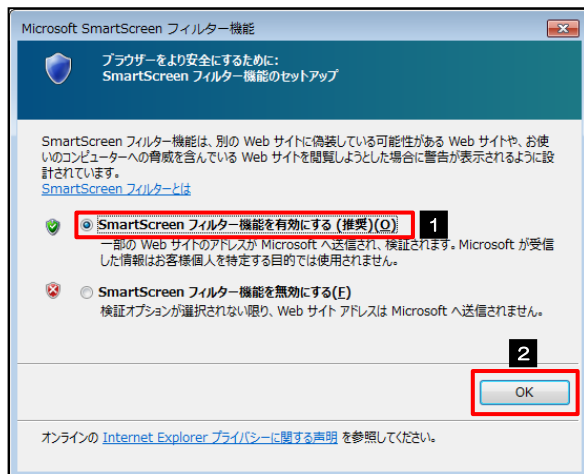 Microsoft SmartScreen フィルター機能
ブラウザーをより安全にするために:
SmartScreen フィルター機能のセットアップ
SmartScreen フィルター機能は、別の Web サイトに偽装している可能性がある Web サイトや、お使
いのコンピューターへの脅威を含んでいる Web サイトを閲覧しようとした場合に警告が表示されるように設
計されています。
SmartScreen フィルターとは
SmartScreen フィルター機能を有効にする (推奨)(O) 1
一部の Web サイトのアドレスが Microsoft へ送信され、検証されます。Microsoft が受信
した情報はお客様個人を特定する目的では使用されません。
SmartScreen フィルター機能を無効にする(F)
検証オプションが選択されない限り、Web サイト アドレスは Microsoft へ送信されません。
2
OK
オンラインの Internet Explorer プライバシーに関する声明 を参照してください。